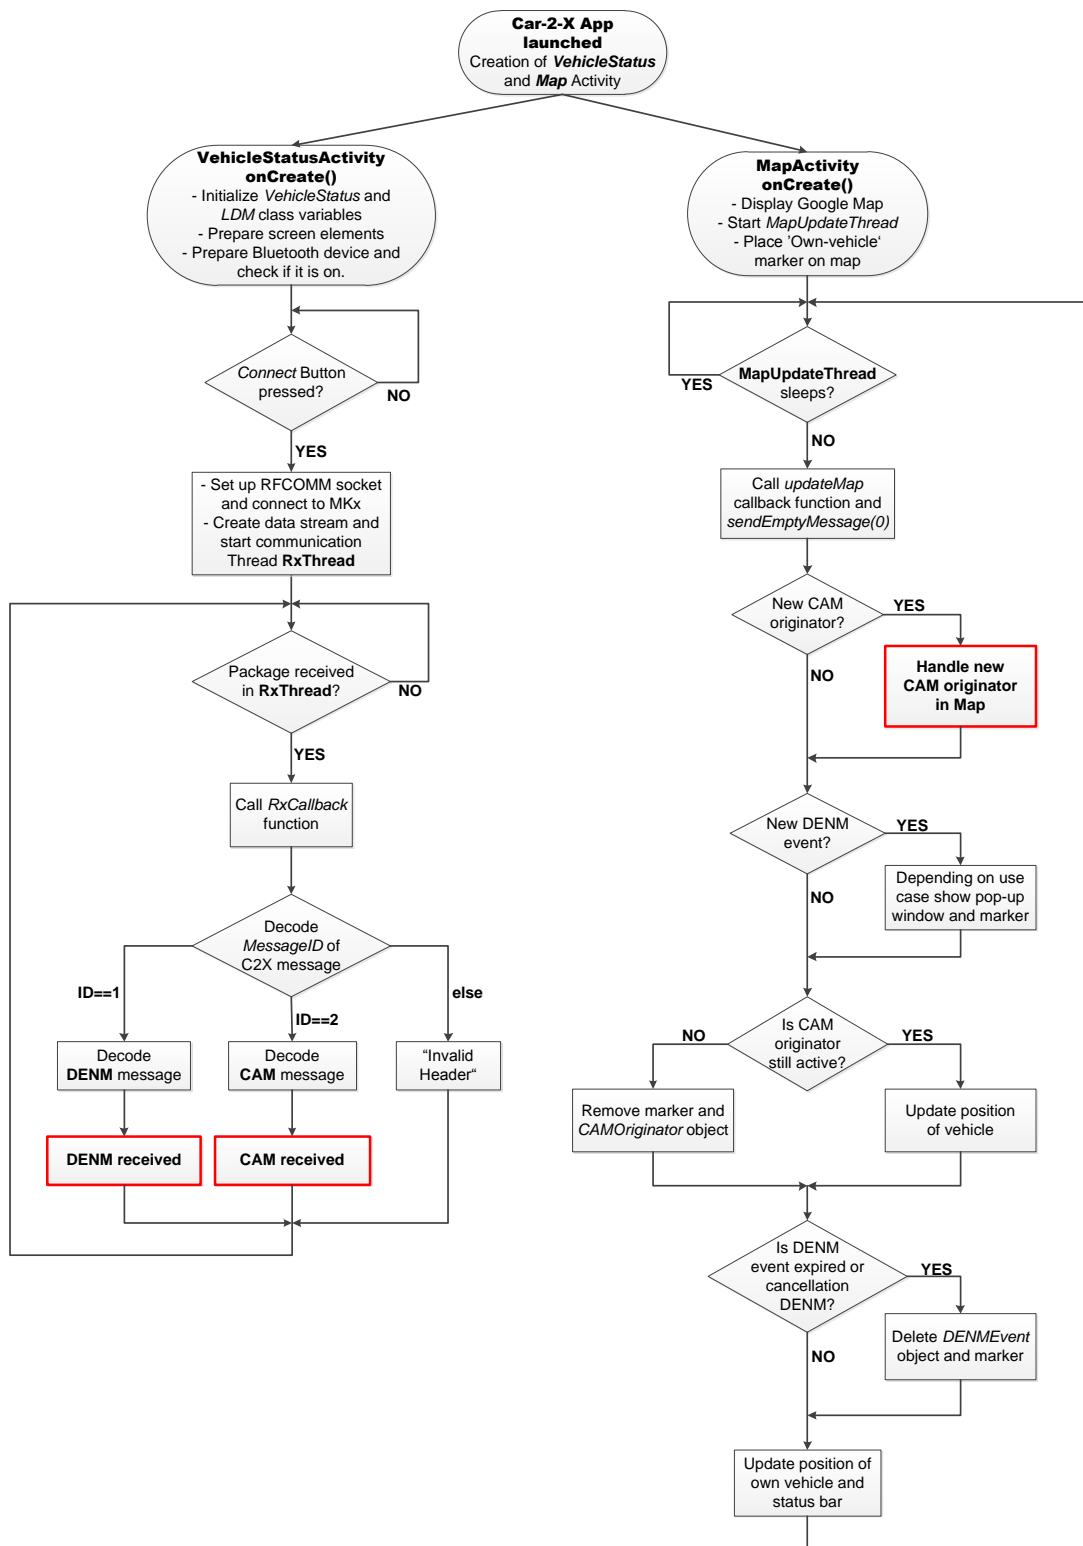 Car-2-X App
launched
Creation of VehicleStatus
and Map Activity
VehicleStatusActivity
onCreate()
- Initialize VehicleStatus and
LDM class variables
- Prepare screen elements
- Prepare Bluetooth device and
check if it is on.
Connect Button
pressed?
NO
YES
- Set up RFCOMM socket
and connect to MKx
- Create data stream and
start communication
Thread RxThread
Package received
in RxThread?
NO
YES
Call RxCallback
function
Decode
MessageID of
C2X message
ID==1
ID==2
else
Decode
DENM message
Decode
CAM message
“Invalid
Header“
DENM received
CAM received
MapActivity
onCreate()
- Display Google Map
- Start MapUpdateThread
- Place ’Own-vehicle‘
marker on map
MapUpdateThread
sleeps?
YES
NO
Call updateMap
callback function and
sendEmptyMessage(0)
New CAM
originator?
YES
NO
Handle new
CAM originator
in Map
New DENM
event?
YES
NO
Depending on use
case show pop-up
window and marker
Is CAM
originator
still active?
NO
YES
Remove marker and
CAMOriginator object
Update position
of vehicle
Is DENM
event expired or
cancellation
DENM?
YES
NO
Delete DENMEvent
object and marker
Update position of
own vehicle and
status bar